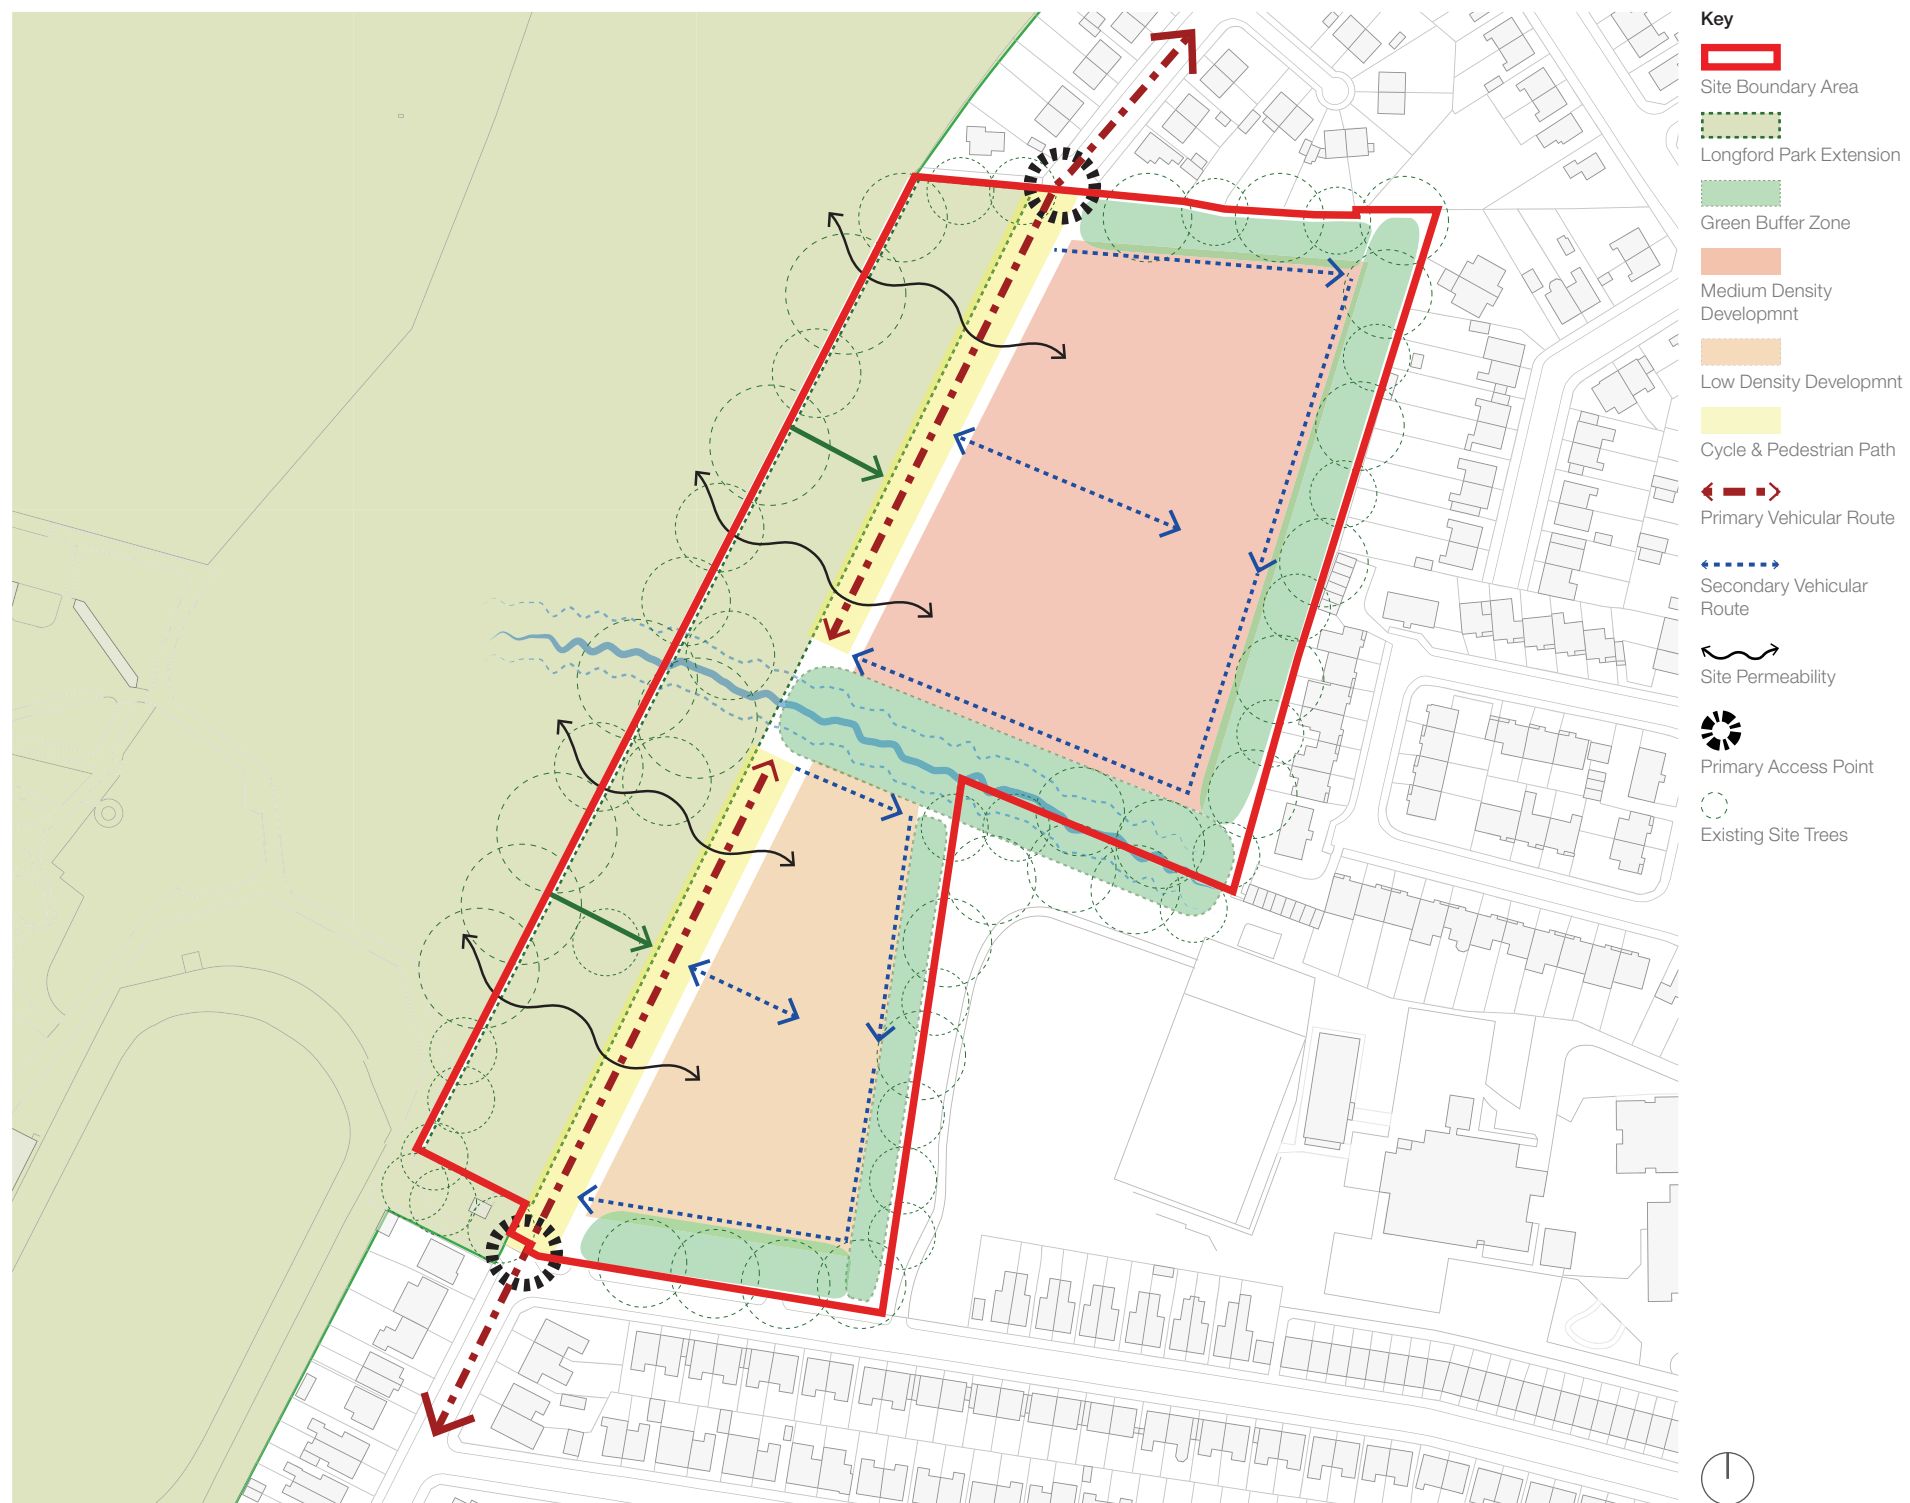 Key
Site Boundary Area
Longford Park Extension
Green Buffer Zone
Medium Density
Developmnt
Low Density Developmnt
Cycle & Pedestrian Path
Primary Vehicular Route
Secondary Vehicular
Route
Site Permeability
Primary Access Point
Existing Site Trees